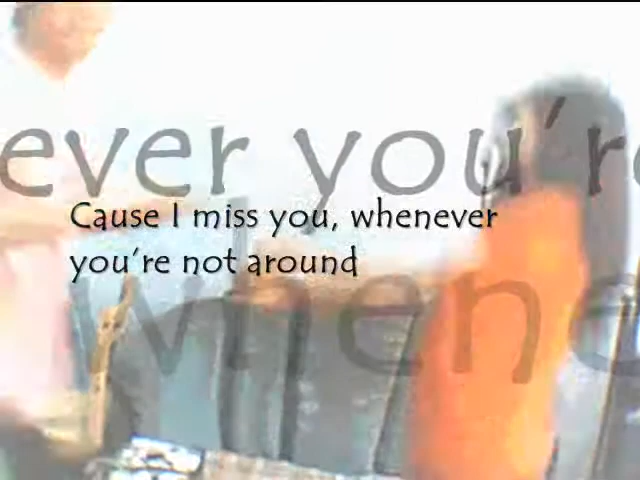 ever you're
Cause I miss you, whenever
you're not around
whene